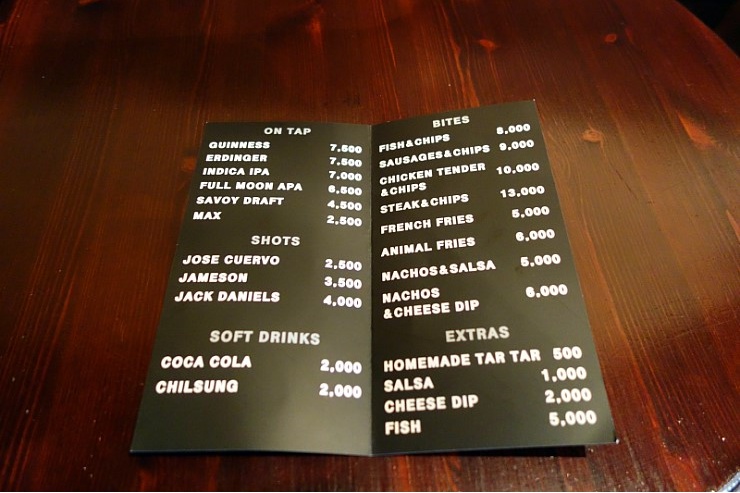 ON TAP
GUINNESS 7,500
ERDINGER 7,500
INDICA IPA 7,000
FULL MOON APA 6,500
SAVOY DRAFT 4,500
MAX 2,500
SHOTS
JOSE CUERVO 2,500
JAMESON 3,500
JACK DANIELS 4,000
SOFT DRINKS
COCA COLA 2,000
CHILSUNG 2,000
BITES
FISH&CHIPS 8,000
SAUSAGES&CHIPS 9,000
CHICKEN TENDER
&CHIPS 10,000
STEAK&CHIPS 13,000
FRENCH FRIES 5,000
ANIMAL FRIES 6,000
NACHOS&SALSA 5,000
NACHOS
&CHEESE DIP 6,000
EXTRAS
HOMEMADE TAR TAR 500
SALSA 1,000
CHEESE DIP 2,000
FISH 5,000